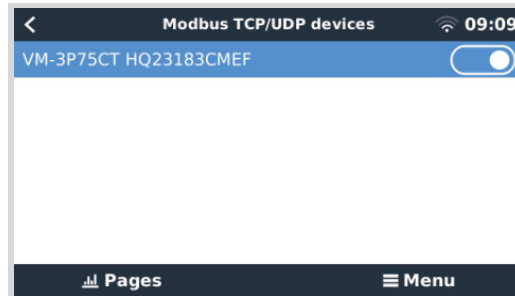 Modbus TCP/UDP devices 09:09
VM-3P75CT HQ23183CMEF
Pages Menu